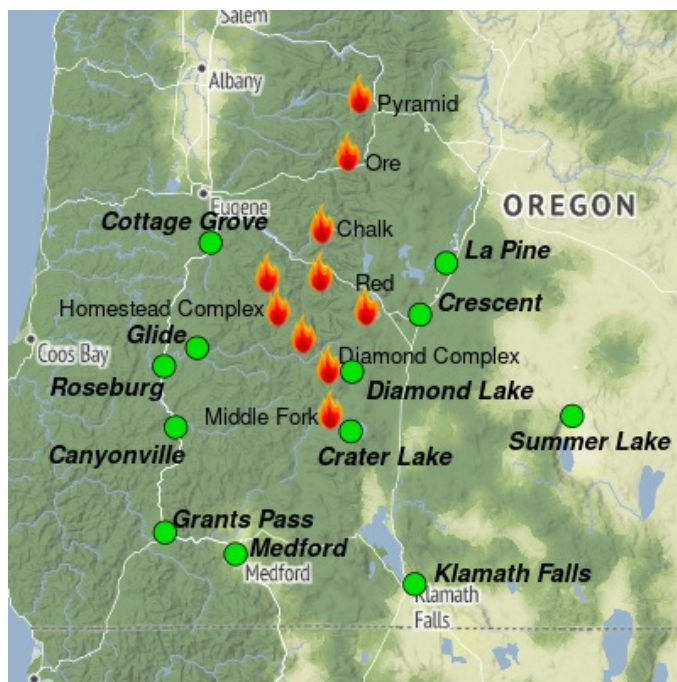 Salem
Albany
Pyramid
Ore
Eugene
OREGON
Cottage Grove
Chalk
La Pine
Red
Crescent
Homestead Complex
Glide
Coos Bay
Diamond Complex
Roseburg
Diamond Lake
Middle Fork
Summer Lake
Canyonville
Crater Lake
Grants Pass
Medford
Medford
Klamath Falls
Klamath
Falls